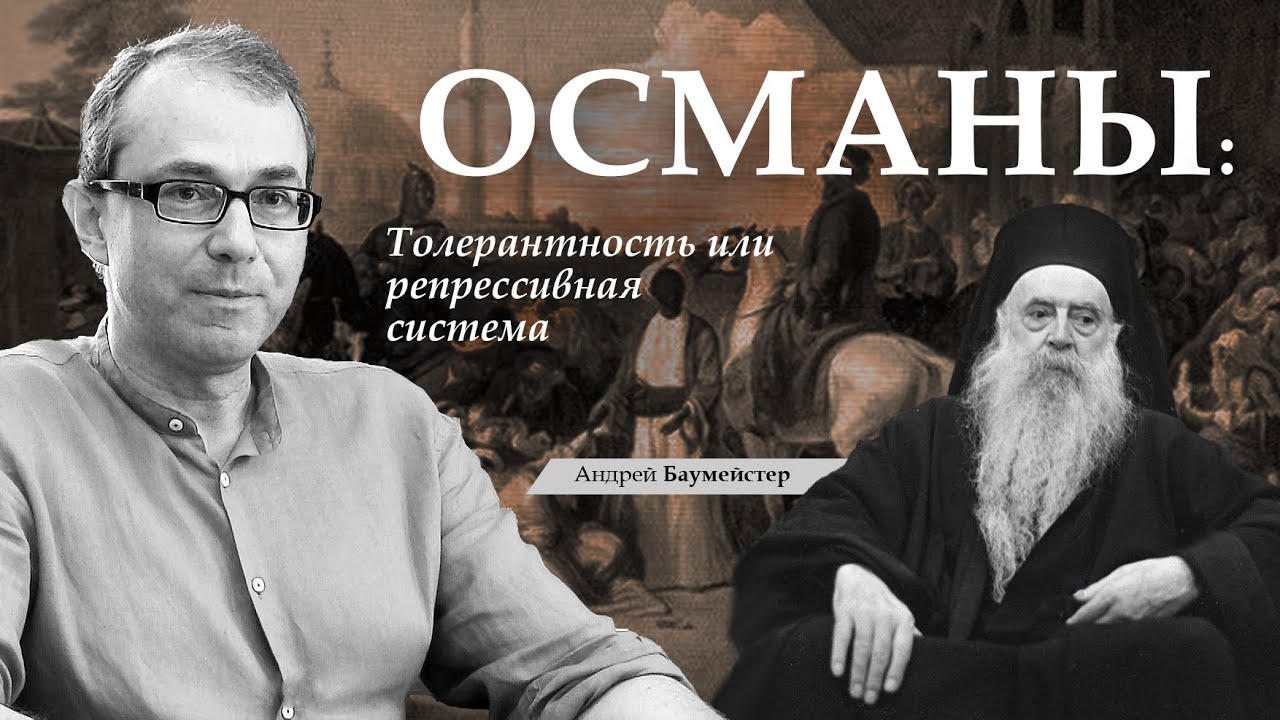 ОСМАНЫ:
Толерантность или
репрессивная
система
Андрей Баумейстер